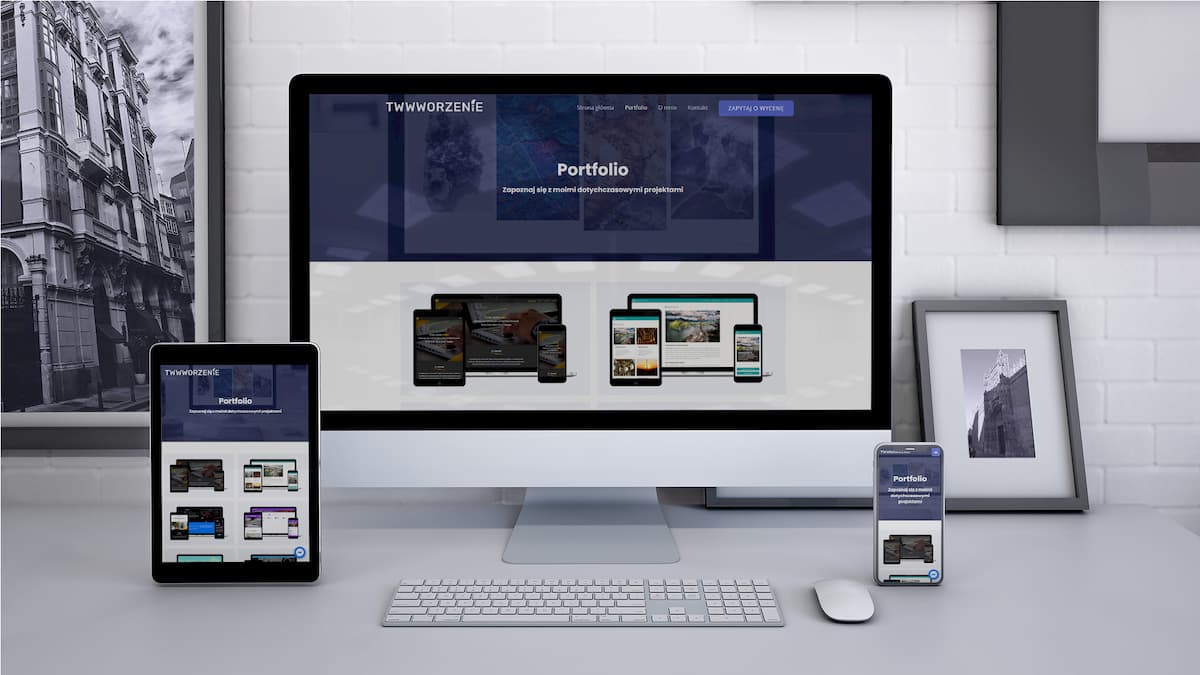 TWWWORZENIE
Strona główna Portfolio O mnie Kontakt ZAPYTAJ O WYCENĘ
Portfolio
Zapoznaj się z moimi dotychczasowymi projektami
TWWWORZENIE
Portfolio
Zapoznaj się z moimi dotychczasowymi projektami
Portfolio
Zapoznaj się z moimi
dotychczasowymi
projektami